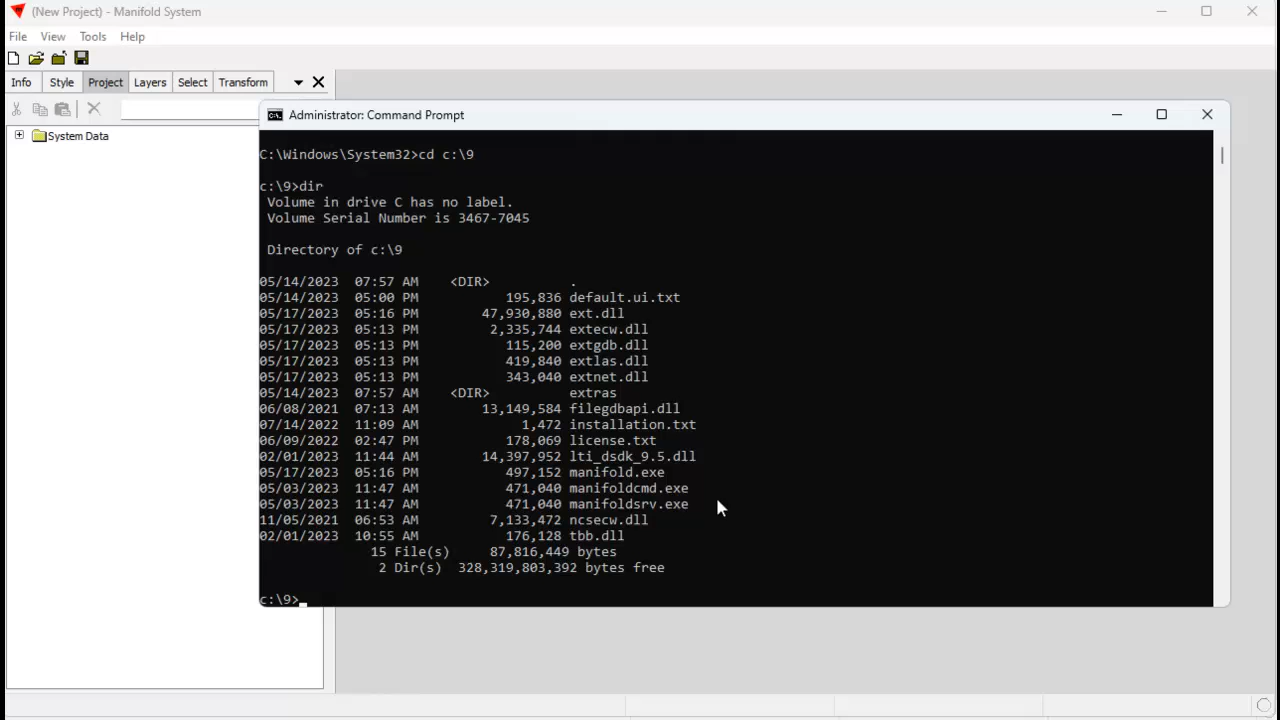 (New Project) - Manifold System
File View Tools Help
Info Style Project Layers Select Transform
System Data
Administrator: Command Prompt
C:\Windows\System32>cd c:\9
c:\9>dir
Volume in drive C has no label.
Volume Serial Number is 3467-7045
Directory of c:\9
05/14/2023 07:57 AM <DIR> .
05/14/2023 05:00 PM 195,836 default.ui.txt
05/17/2023 05:16 PM 47,930,880 ext.dll
05/17/2023 05:13 PM 2,335,744 extecw.dll
05/17/2023 05:13 PM 115,200 extgdb.dll
05/17/2023 05:13 PM 419,840 extlas.dll
05/17/2023 05:13 PM 343,040 extnet.dll
05/14/2023 07:57 AM <DIR> extras
06/08/2021 07:13 AM 13,149,584 filegdbapi.dll
07/14/2022 11:09 AM 1,472 installation.txt
06/09/2022 02:47 PM 178,069 license.txt
02/01/2023 11:44 AM 14,397,952 lti_dsdk_9.5.dll
05/17/2023 05:16 PM 497,152 manifold.exe
05/03/2023 11:47 AM 471,040 manifoldcmd.exe
05/03/2023 11:47 AM 471,040 manifoldsrv.exe
11/05/2021 06:53 AM 7,133,472 ncsecw.dll
02/01/2023 10:55 AM 176,128 tbb.dll
15 File(s) 87,816,449 bytes
2 Dir(s) 328,319,803,392 bytes free
c:\9>